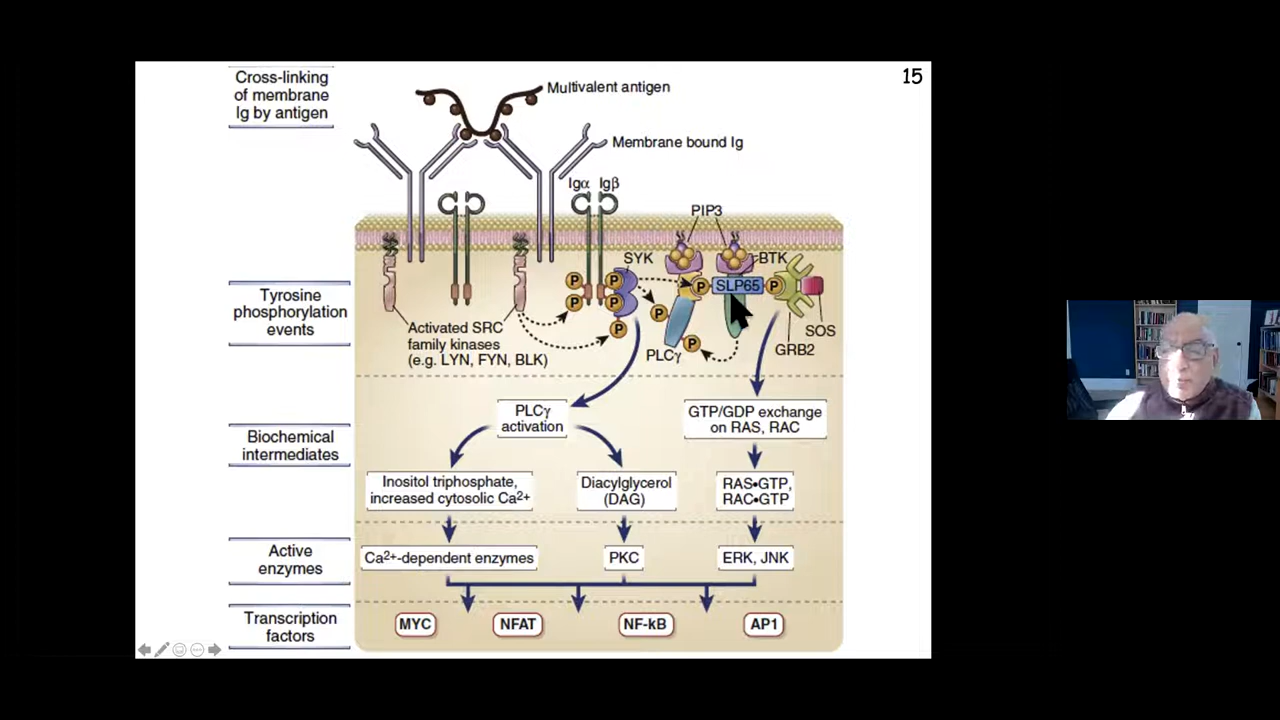 15
Cross-linking
of membrane
Ig by antigen
Multivalent antigen
Membrane bound Ig
Igα Igβ
PIP3
SYK
BTK
P
P
P
P
P
P
SLP65
P
P
P
SOS
GRB2
PLCγ
Tyrosine
phosphorylation
events
Activated SRC
family kinases
(e.g. LYN, FYN, BLK)
Biochemical
intermediates
PLCγ
activation
GTP/GDP exchange
on RAS, RAC
Inositol triphosphate,
increased cytosolic Ca2+
Diacylglycerol
(DAG)
RAS•GTP,
RAC•GTP
Active
enzymes
Ca2+-dependent enzymes
PKC
ERK, JNK
Transcription
factors
MYC
NFAT
NF-kB
AP1